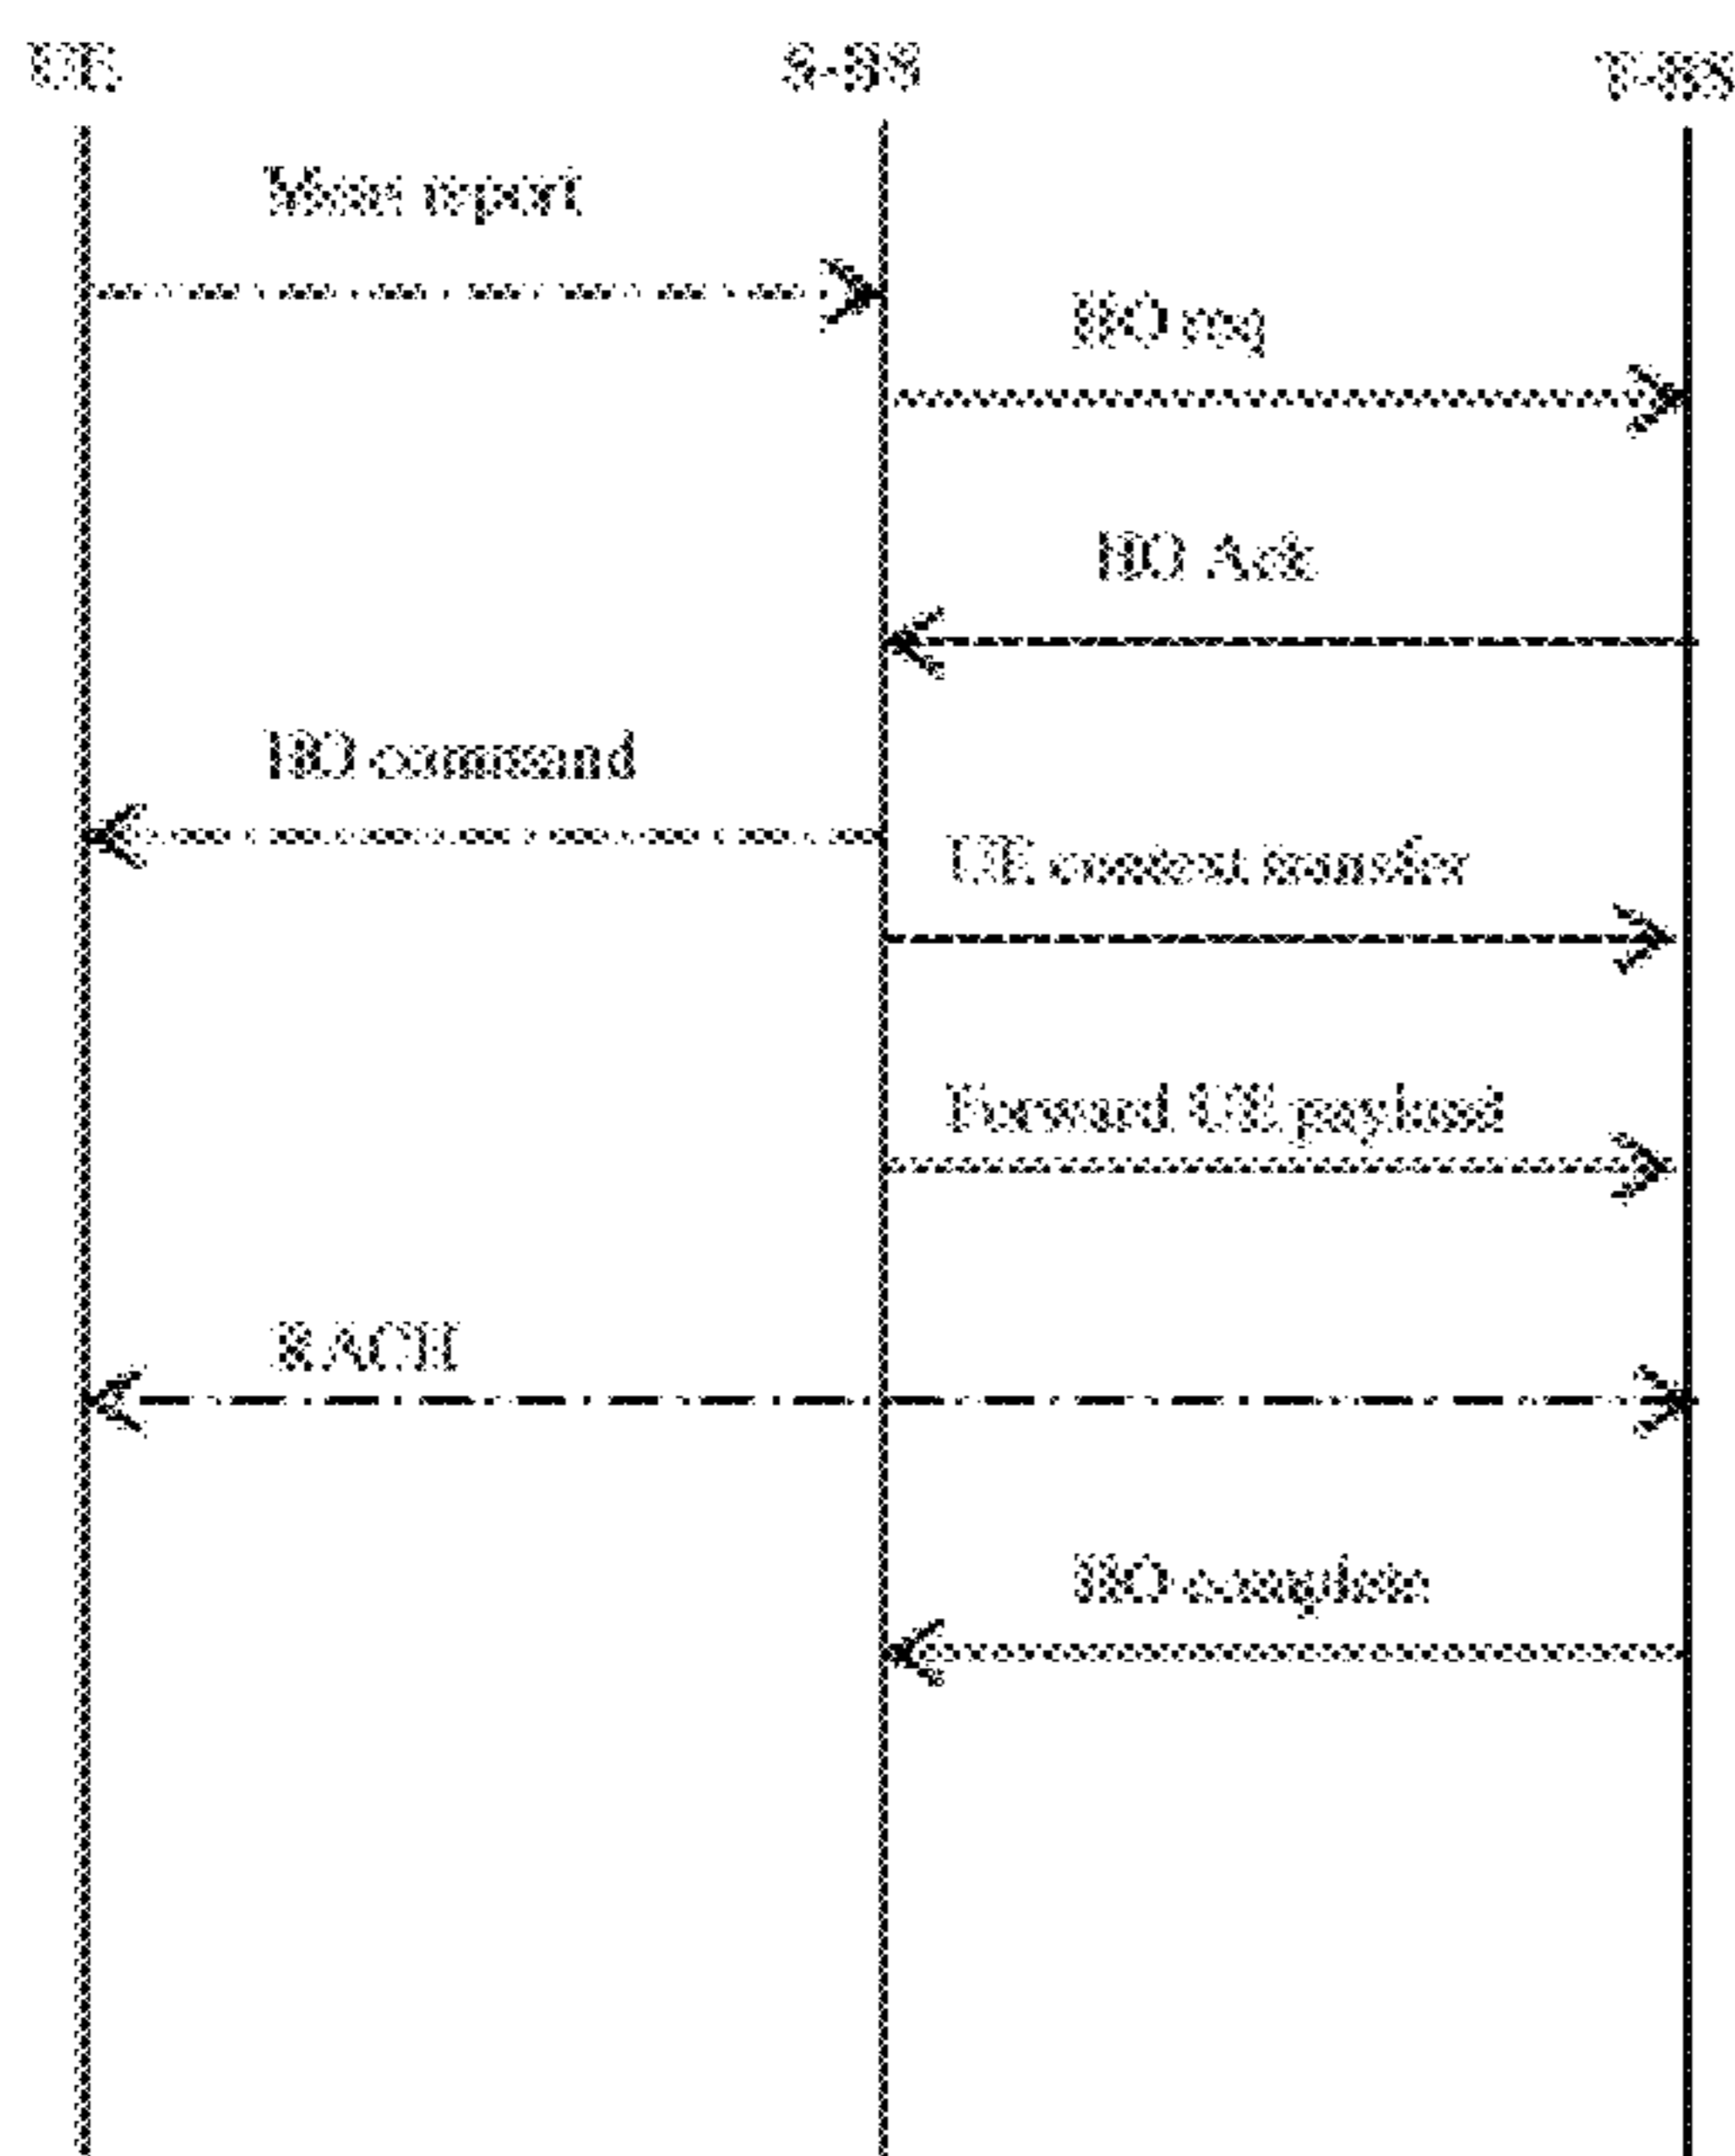 UE
S-BS
T-BS
Meas report
HO req
HO Ack
HO command
UE context transfer
Forward UE payload
RACH
HO complete